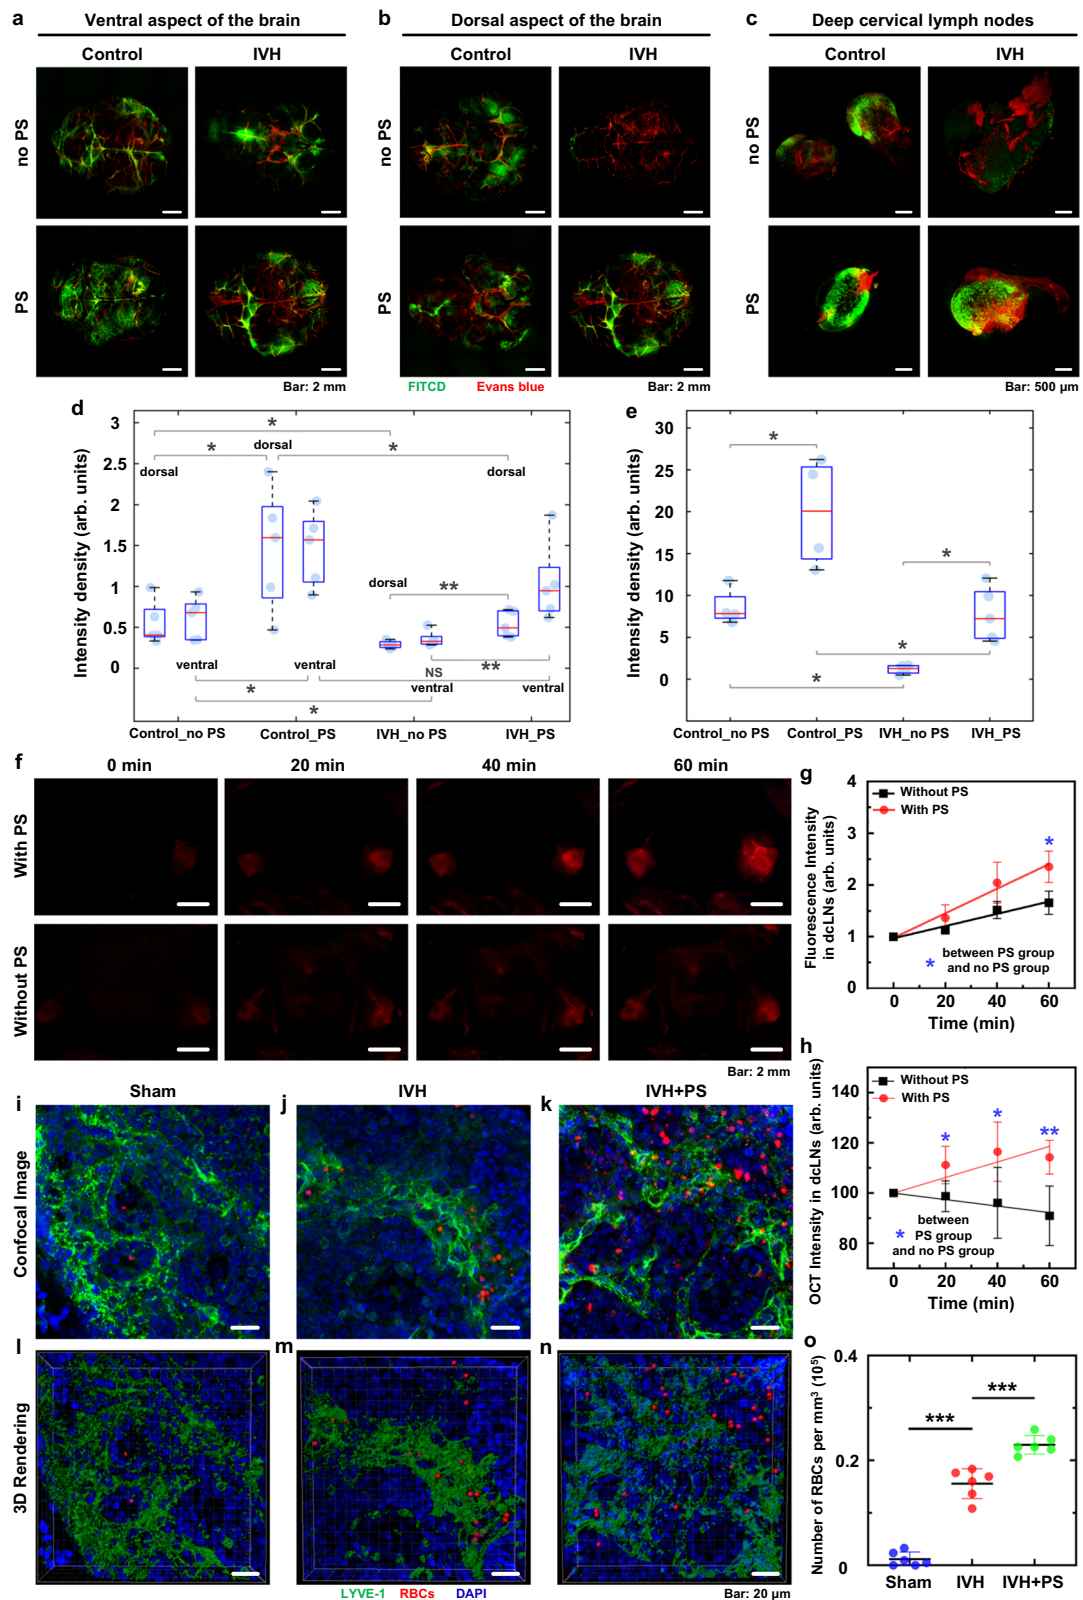 a Ventral aspect of the brain
Control IVH
no PS
PS
Bar: 2 mm
b Dorsal aspect of the brain
Control IVH
no PS
PS
FITCD Evans blue Bar: 2 mm
c Deep cervical lymph nodes
Control IVH
Bar: 500 µm
no PS
PS
d
Intensity density (arb. units)
3
2.5
2
1.5
1
0.5
0
* * dorsal *
dorsal dorsal
dorsal **
ventral ventral NS **
* ventral ventral
*
Control_no PS Control_PS IVH_no PS IVH_PS
e
Intensity density (arb. units)
30
25
20
15
10
5
0
*
*
*
*
Control_no PS Control_PS IVH_no PS IVH_PS
f 0 min 20 min 40 min 60 min
With PS
Without PS
Bar: 2 mm
g
Fluorescence Intensity
in dcLNs (arb. units)
4
3
2
1
0
Without PS
With PS
*
* between PS group
and no PS group
0 20 40 60
Time (min)
h
OCT Intensity in dcLNs (arb. units)
140
120
100
80
Without PS
With PS
* * **
between
* PS group
and no PS group
0 20 40 60
Time (min)
i Sham
j IVH
k IVH+PS
Confocal Image
l
m
n
3D Rendering
LYVE-1 RBCs DAPI Bar: 20 µm
o
Number of RBCs per mm³ (10⁵)
0.4
0.2
0
***
***
Sham IVH IVH+PS